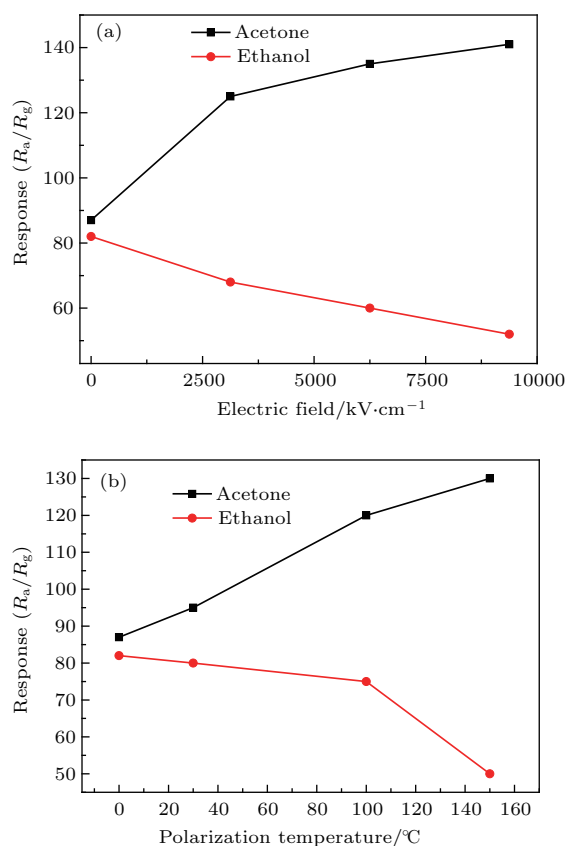 (a)
Acetone
Ethanol
140
120
100
80
60
Response (Ra/Rg)
0 2500 5000 7500 10000
Electric field/kV·cm−1
(b)
Acetone
Ethanol
130
120
110
100
90
80
70
60
50
Response (Ra/Rg)
0 20 40 60 80 100 120 140 160
Polarization temperature/℃